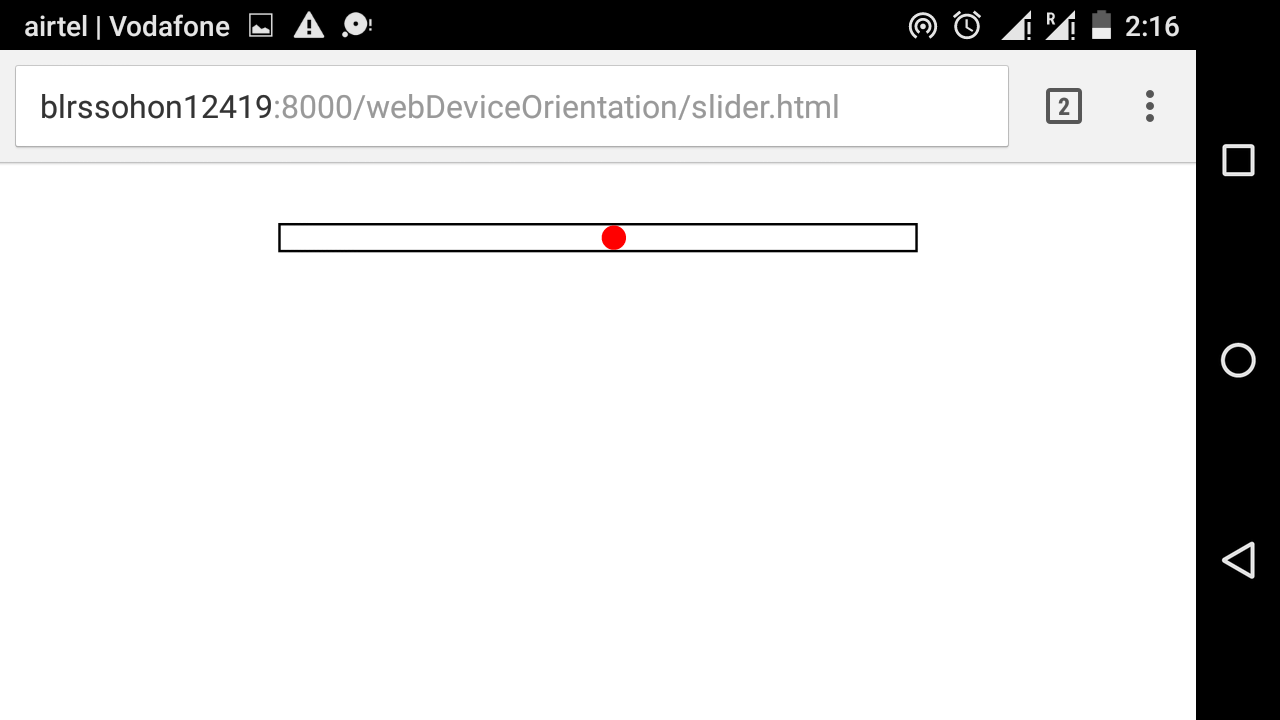 airtel | Vodafone R 2:16
blrssohon12419:8000/webDeviceOrientation/slider.html 2